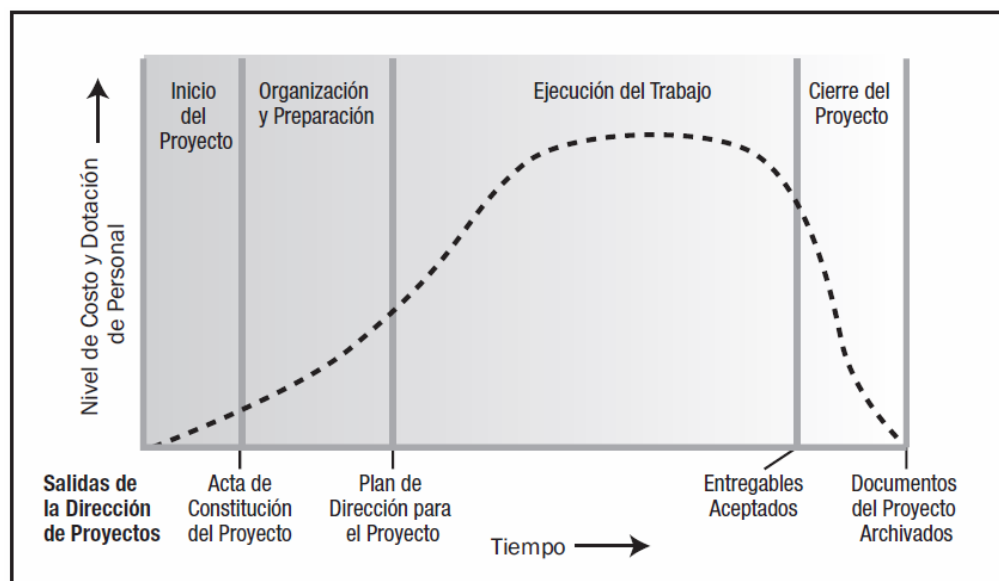 Inicio
del
Proyecto
Organización
y Preparación
Ejecución del Trabajo
Cierre del
Proyecto
Nivel de Costo y Dotación
de Personal
Salidas de
la Dirección
de Proyectos
Acta de
Constitución
del Proyecto
Plan de
Dirección para
el Proyecto
Entregables
Aceptados
Documentos
del Proyecto
Archivados
Tiempo